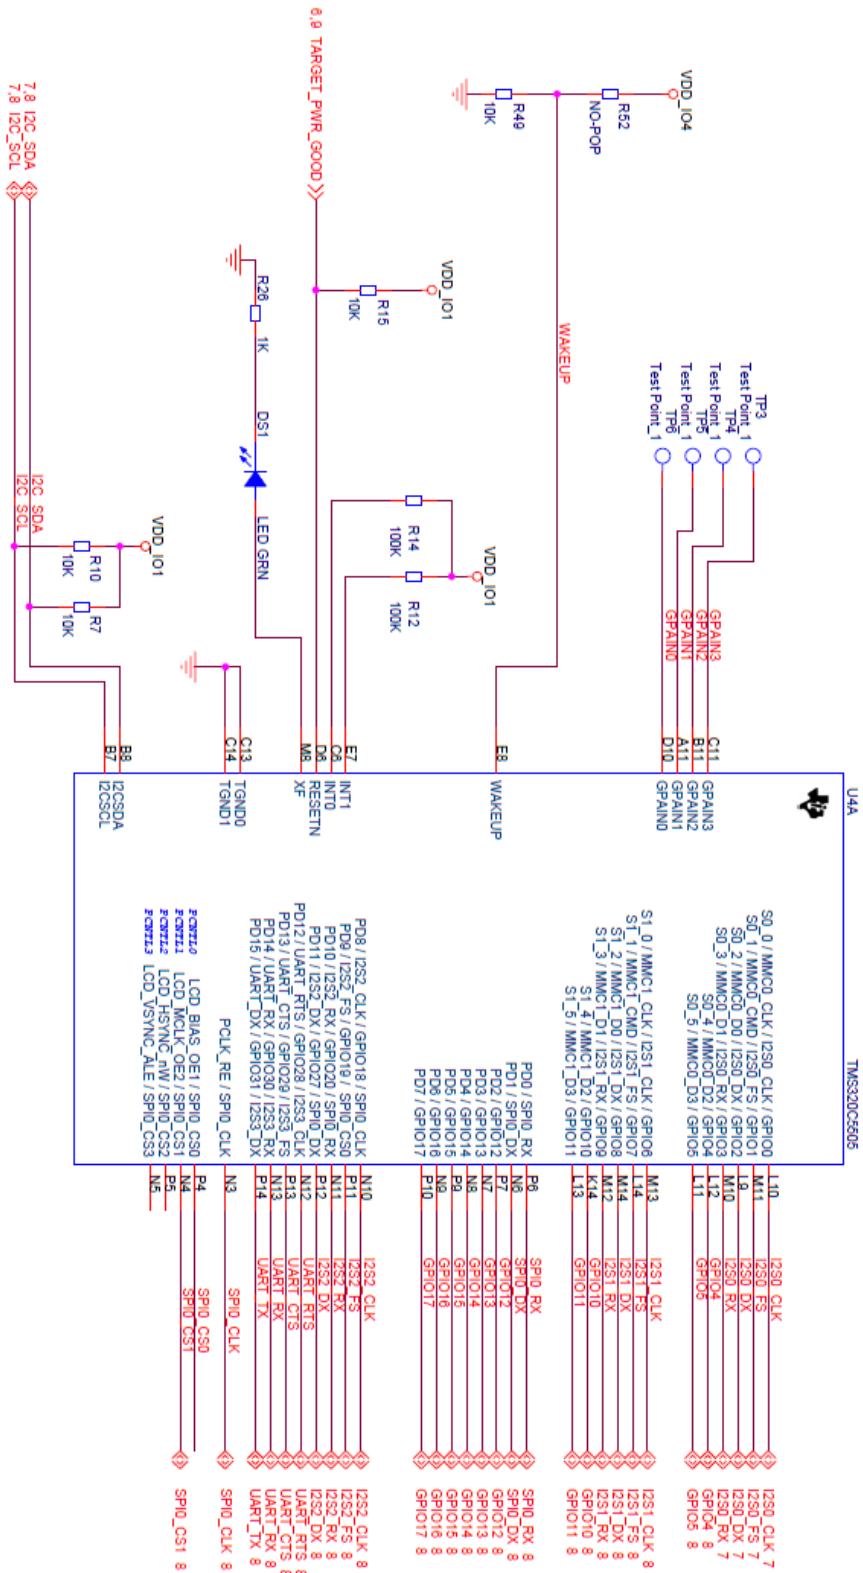 U4A
TMS320C5505
TP3
Test Point_1
TP4
Test Point_1
TP5
Test Point_1
TP6
Test Point_1
GPAIN3
GPAIN2
GPAIN1
GPAIN0
C11
B11
A11
D10
GPAIN3
GPAIN2
GPAIN1
GPAIN0
VDD_IO4
R52
NO-POP
R49
10K
WAKEUP
E8
WAKEUP
VDD_IO1
R14
100K
R12
100K
VDD_IO1
R15
10K
6,9 TARGET_PWR_GOOD
E7
C6
D6
M8
INT1
INT0
RESETN
XF
R26
1K
DS1
LED GRN
C13
C14
TGND0
TGND1
VDD_IO1
R10
10K
R7
10K
7,8 I2C_SDA
7,8 I2C_SCL
I2C_SDA
I2C_SCL
B8
B7
I2CSDA
I2CSCL
S0_0 / MMC0_CLK / I2S0_CLK / GPIO0
S0_1 / MMC0_CMD / I2S0_FS / GPIO1
S0_2 / MMC0_D0 / I2S0_DX / GPIO2
S0_3 / MMC0_D1 / I2S0_RX / GPIO3
S0_4 / MMC0_D2 / GPIO4
S0_5 / MMC0_D3 / GPIO5
L10
M11
L9
M10
L12
L11
I2S0_CLK
I2S0_FS
I2S0_DX
I2S0_RX
GPIO4
GPIO5
I2S0_CLK 7
I2S0_FS 7
I2S0_DX 7
I2S0_RX 7
GPIO4 8
GPIO5 8
S1_0 / MMC1_CLK / I2S1_CLK / GPIO6
S1_1 / MMC1_CMD / I2S1_FS / GPIO7
S1_2 / MMC1_D0 / I2S1_DX / GPIO8
S1_3 / MMC1_D1 / I2S1_RX / GPIO9
S1_4 / MMC1_D2 / GPIO10
S1_5 / MMC1_D3 / GPIO11
M13
L14
M14
M12
K14
L13
I2S1_CLK
I2S1_FS
I2S1_DX
I2S1_RX
GPIO10
GPIO11
I2S1_CLK 8
I2S1_FS 8
I2S1_DX 8
I2S1_RX 8
GPIO10 8
GPIO11 8
PD0 / SPI0_RX
PD1 / SPI0_DX
PD2 / GPIO12
PD3 / GPIO13
PD4 / GPIO14
PD5 / GPIO15
PD6 / GPIO16
PD7 / GPIO17
P6
N6
P7
N7
N8
P9
N9
P10
SPI0_RX
SPI0_DX
GPIO12
GPIO13
GPIO14
GPIO15
GPIO16
GPIO17
SPI0_RX 8
SPI0_DX 8
GPIO12 8
GPIO13 8
GPIO14 8
GPIO15 8
GPIO16 8
GPIO17 8
PD8 / I2S2_CLK / GPIO18 / SPI0_CLK
PD9 / I2S2_FS / GPIO19 / SPI0_CS0
PD10 / I2S2_RX / GPIO20 / SPI0_RX
PD11 / I2S2_DX / GPIO27 / SPI0_DX
PD12 / UART_RTS / GPIO28 / I2S3_CLK
PD13 / UART_CTS / GPIO29 / I2S3_FS
PD14 / UART_RX / GPIO30 / I2S3_RX
PD15 / UART_DX / GPIO31 / I2S3_DX
N10
P11
N11
P12
N12
P13
N13
P14
I2S2_CLK
I2S2_FS
I2S2_RX
I2S2_DX
UART_RTS
UART_CTS
UART_RX
UART_TX
I2S2_CLK 8
I2S2_FS 8
I2S2_RX 8
I2S2_DX 8
UART_RTS 8
UART_CTS 8
UART_RX 8
UART_TX 8
PCLK_RE / SPI0_CLK
N3
SPI0_CLK
SPI0_CLK 8
PCNTL0 LCD_BIAS_OE1 / SPI0_CS0
PCNTL1 LCD_MCLK_OE2 / SPI0_CS1
PCNTL2 LCD_HSYNC_nW / SPI0_CS2
PCNTL3 LCD_VSYNC_ALE / SPI0_CS3
P4
N4
P5
N5
SPI0_CS0
SPI0_CS1
SPI0_CS1 8